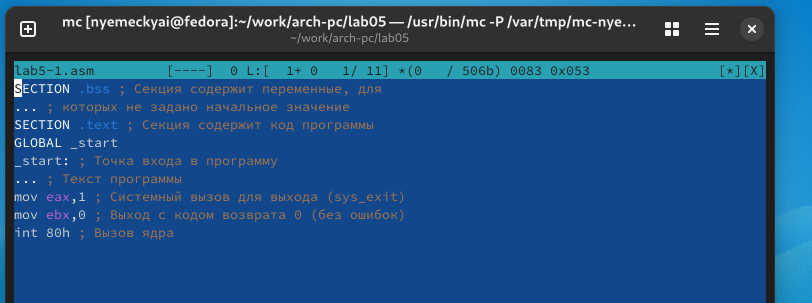 mc [nyemeckyai@fedora]:~/work/arch-pc/lab05 — /usr/bin/mc -P /var/tmp/mc-nye…
~/work/arch-pc/lab05
lab5-1.asm [----] 0 L:[ 1+ 0 1/ 11] *(0 / 506b) 0083 0x053 [*][X]
SECTION .bss ; Секция содержит переменные, для
... ; которых не задано начальное значение
SECTION .text ; Секция содержит код программы
GLOBAL _start
_start: ; Точка входа в программу
... ; Текст программы
mov eax,1 ; Системный вызов для выхода (sys_exit)
mov ebx,0 ; Выход с кодом возврата 0 (без ошибок)
int 80h ; Вызов ядра